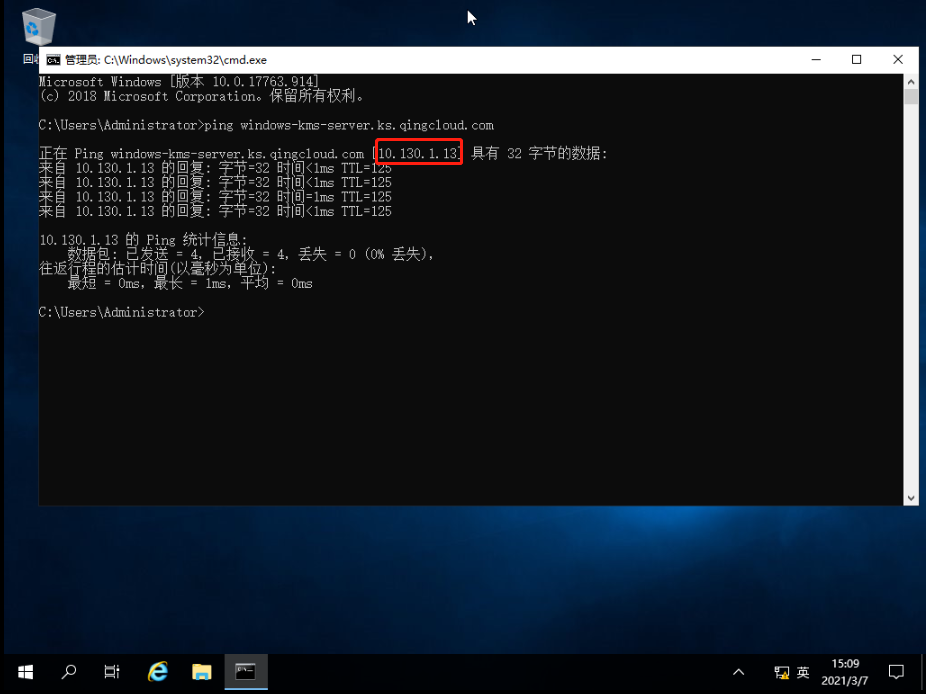 回收
管理员: C:\Windows\system32\cmd.exe
Microsoft Windows [版本 10.0.17763.914]
(c) 2018 Microsoft Corporation。保留所有权利。
C:\Users\Administrator>ping windows-kms-server.ks.qingcloud.com
正在 Ping windows-kms-server.ks.qingcloud.com [10.130.1.13] 具有 32 字节的数据:
来自 10.130.1.13 的回复: 字节=32 时间<1ms TTL=125
来自 10.130.1.13 的回复: 字节=32 时间<1ms TTL=125
来自 10.130.1.13 的回复: 字节=32 时间=1ms TTL=125
来自 10.130.1.13 的回复: 字节=32 时间<1ms TTL=125
10.130.1.13 的 Ping 统计信息:
数据包: 已发送 = 4, 已接收 = 4, 丢失 = 0 (0% 丢失),
往返行程的估计时间(以毫秒为单位):
最短 = 0ms, 最长 = 1ms, 平均 = 0ms
C:\Users\Administrator>
英
15:09
2021/3/7